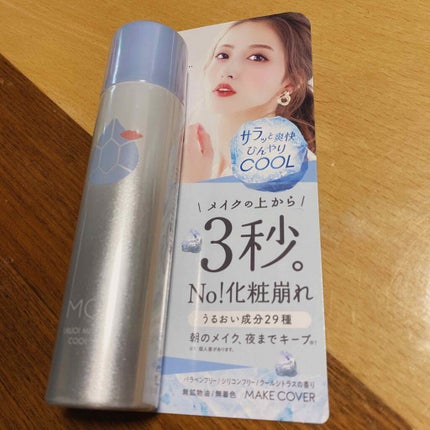 サラッと爽快
ひんやり
COOL
\ メイクの上から /
3秒。
No!化粧崩れ
うるおい成分29種
朝のメイク、夜までキープ
パラベンフリー/シリコンフリー/クールシトラスの香り
無鉱物油/無着色 MAKE COVER
COOL